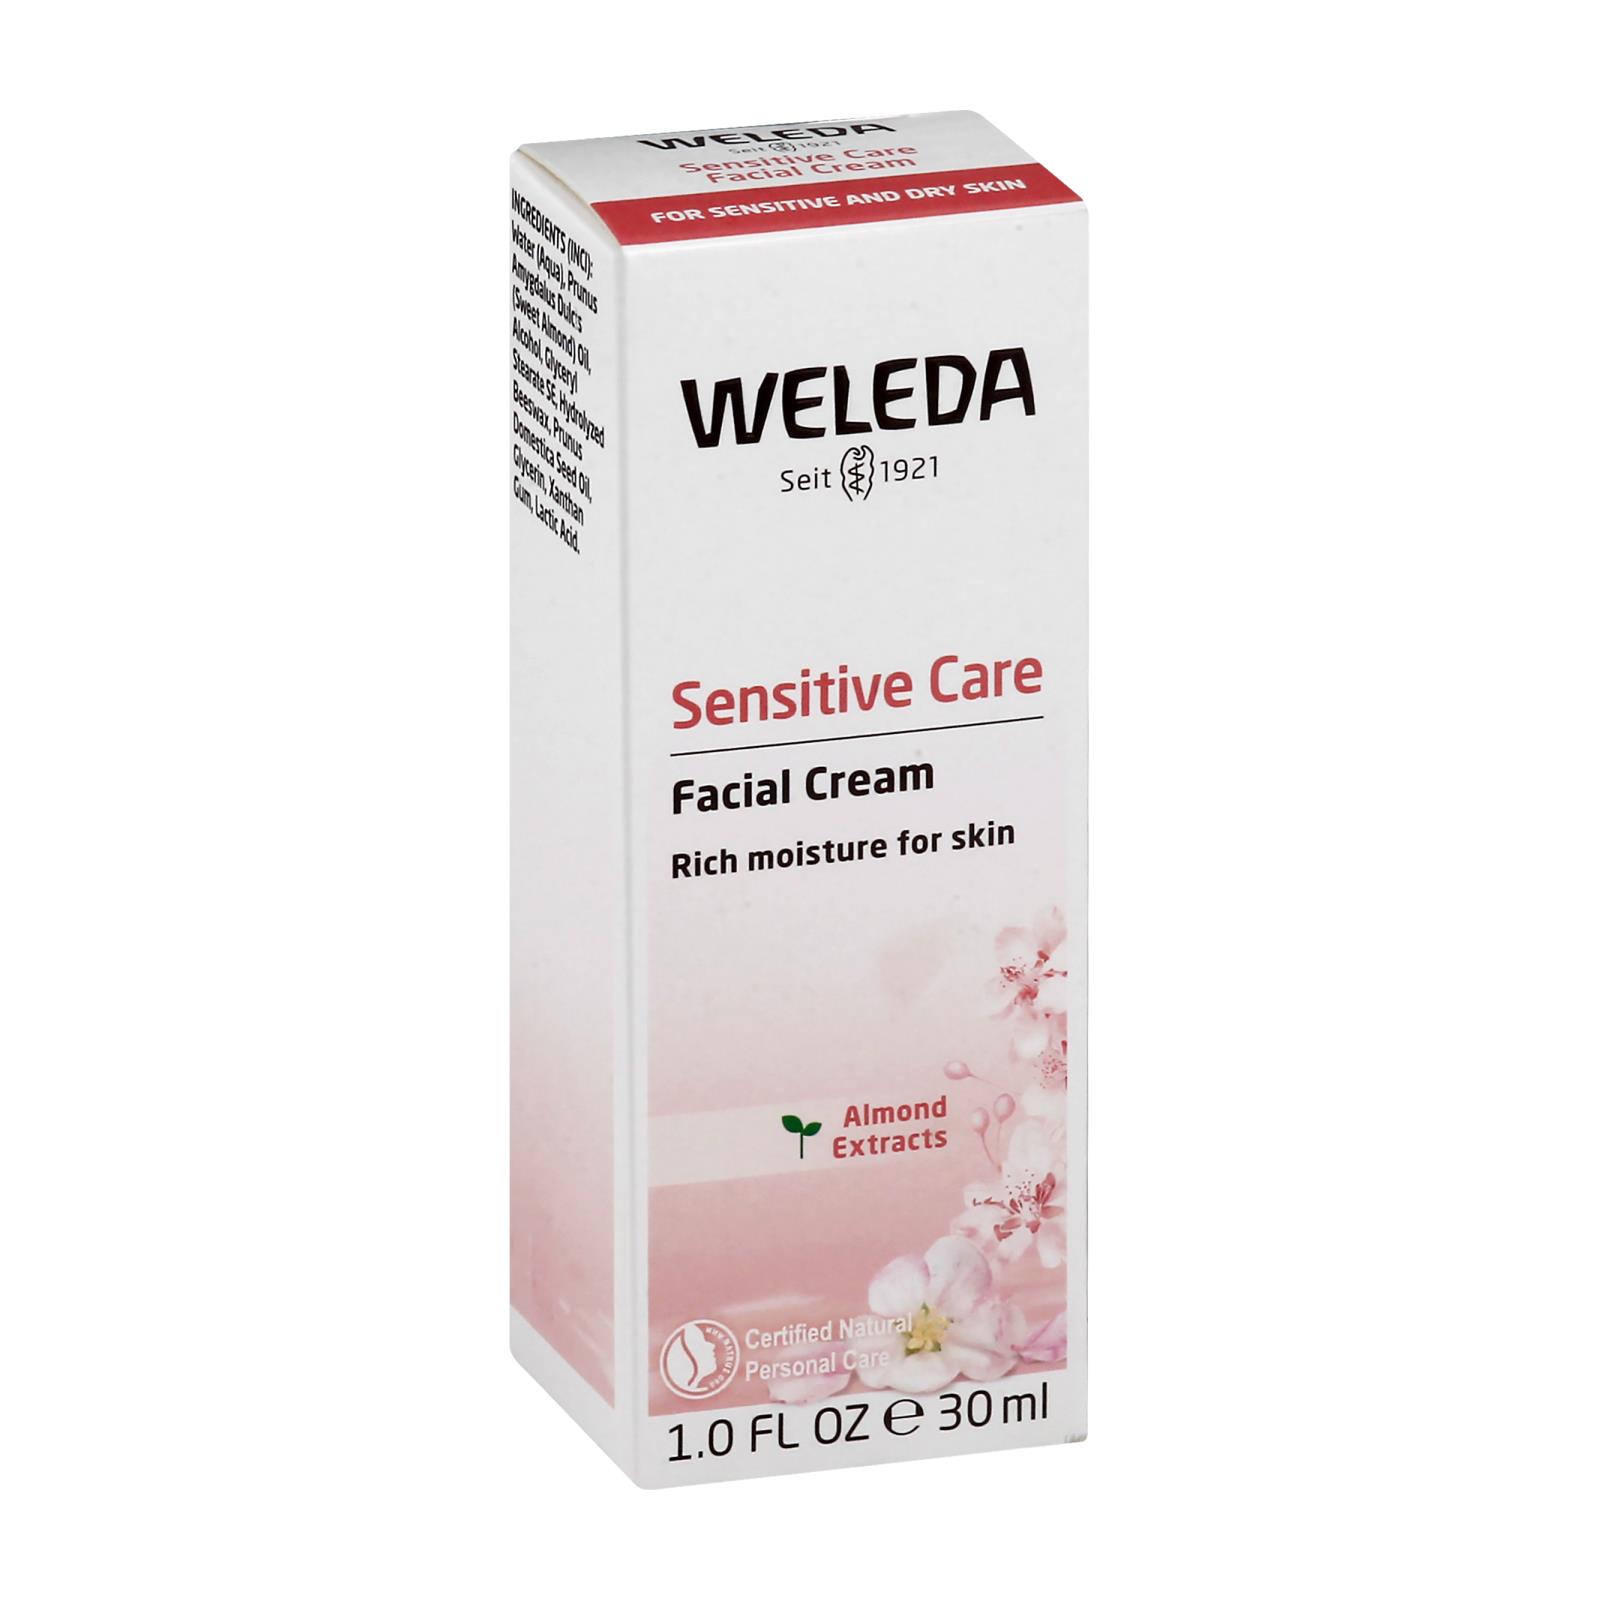 WELEDA
Seit 1921
Sensitive Care
Facial Cream
FOR SENSITIVE AND DRY SKIN
INGREDIENTS (INCI):
Water (Aqua), Prunus
Amygdalus Dulcis
(Sweet Almond) Oil,
Alcohol, Glyceryl
Stearate SE, Hydrolyzed
Beeswax, Prunus
Domestica Seed Oil,
Glycerin, Xanthan
Gum, Lactic Acid.
WELEDA
Seit 1921
Sensitive Care
Facial Cream
Rich moisture for skin
Almond
Extracts
WWW.NATRUE.ORG
Certified Natural
Personal Care
1.0 FL OZ e 30 ml